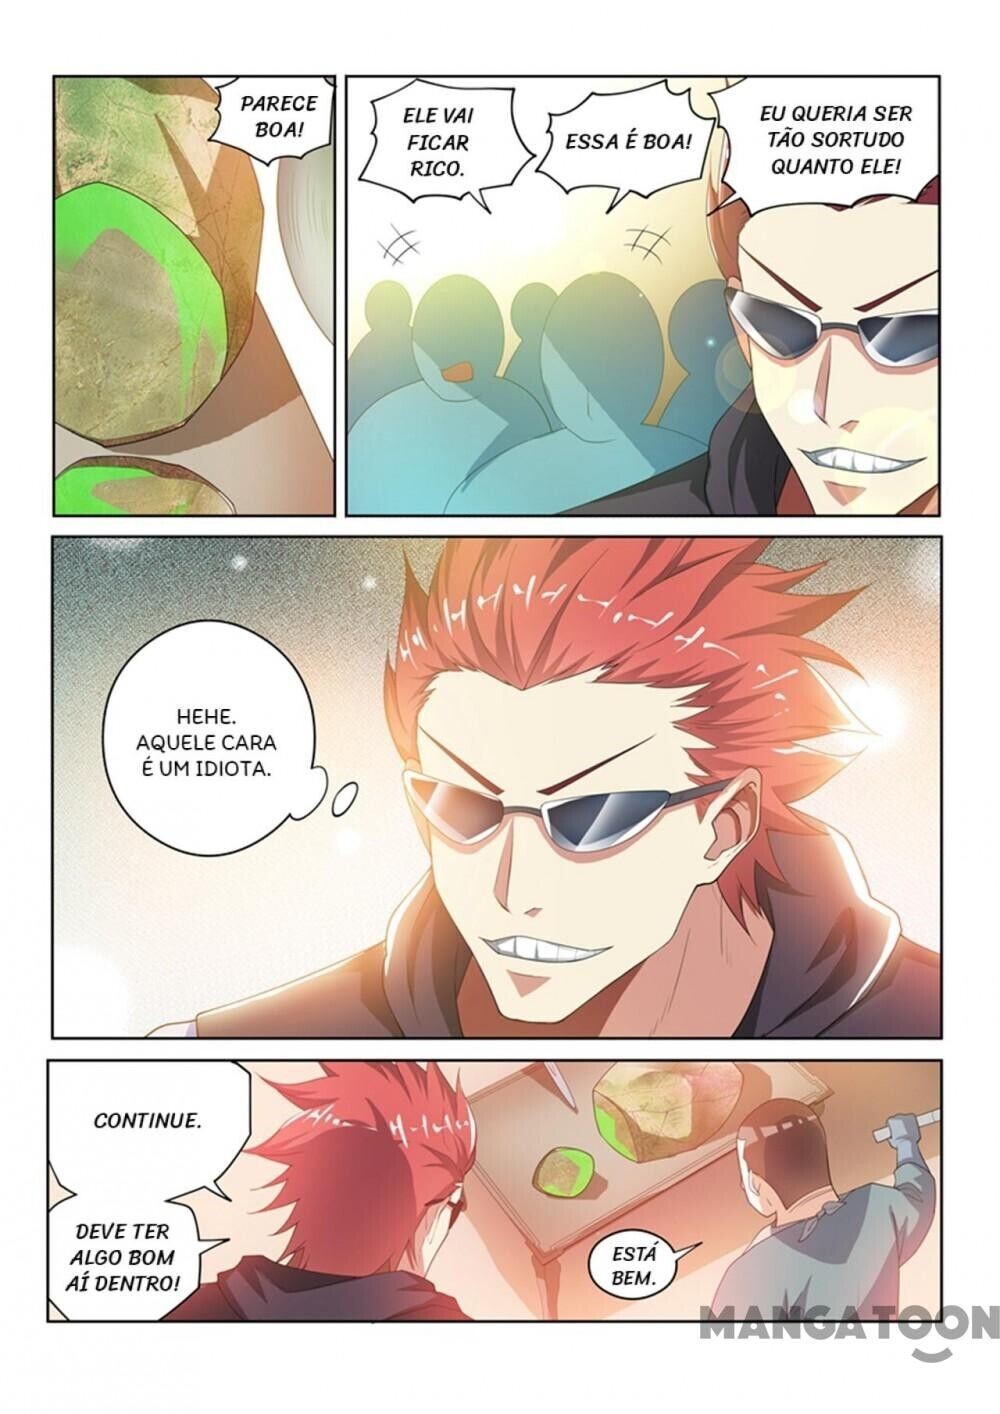 PARECE
BOA!
ELE VAI
FICAR
RICO.
ESSA É BOA!
EU QUERIA SER
TÃO SORTUDO
QUANTO ELE!
HEHE.
AQUELE CARA
É UM IDIOTA.
CONTINUE.
DEVE TER
ALGO BOM
AÍ DENTRO!
ESTÁ
BEM.
MANGATOON